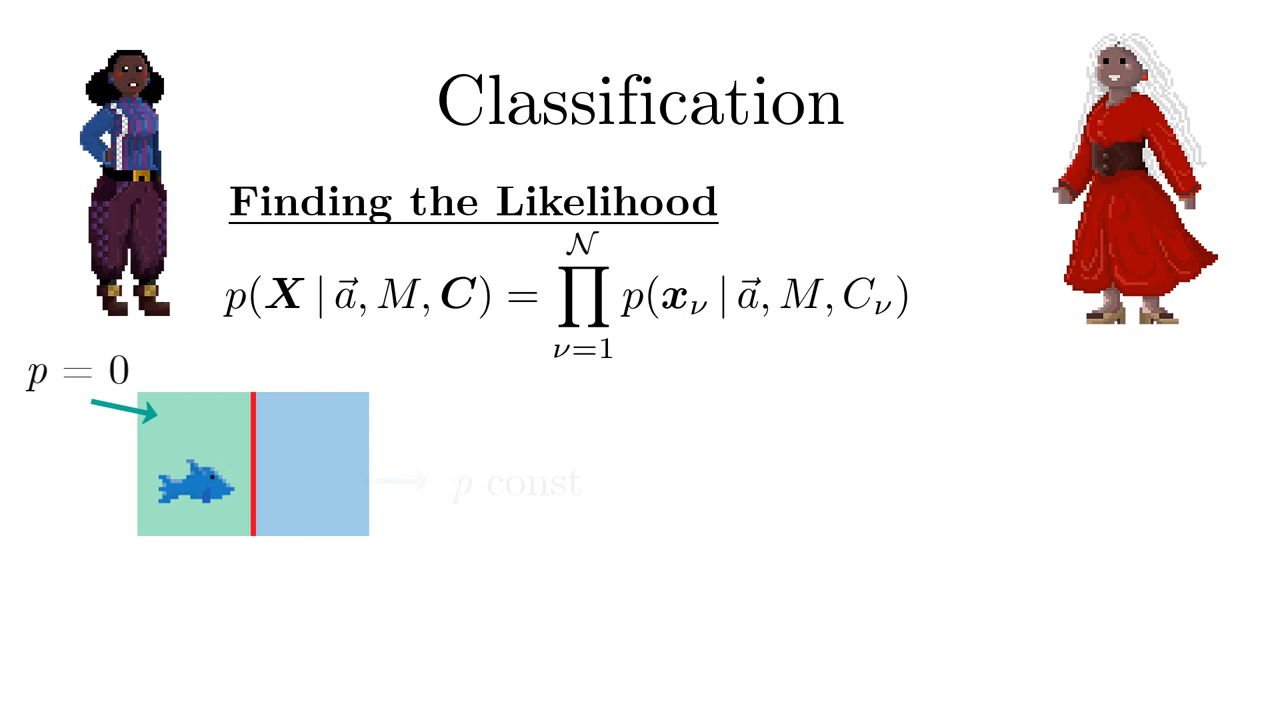 Classification
Finding the Likelihood
p(X | a⃗, M, C) = ∏_{ν=1}^{𝒩} p(x_ν | a⃗, M, C_ν)
p = 0
p const